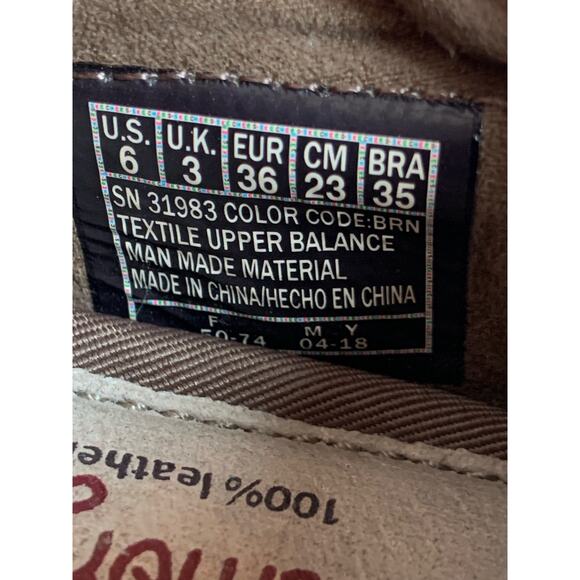 U.S. U.K. EUR CM BRA
6 3 36 23 35
SN 31983 COLOR CODE:BRN
TEXTILE UPPER BALANCE
MAN MADE MATERIAL
MADE IN CHINA/HECHO EN CHINA
F M Y
50-74 04-18
100% leather